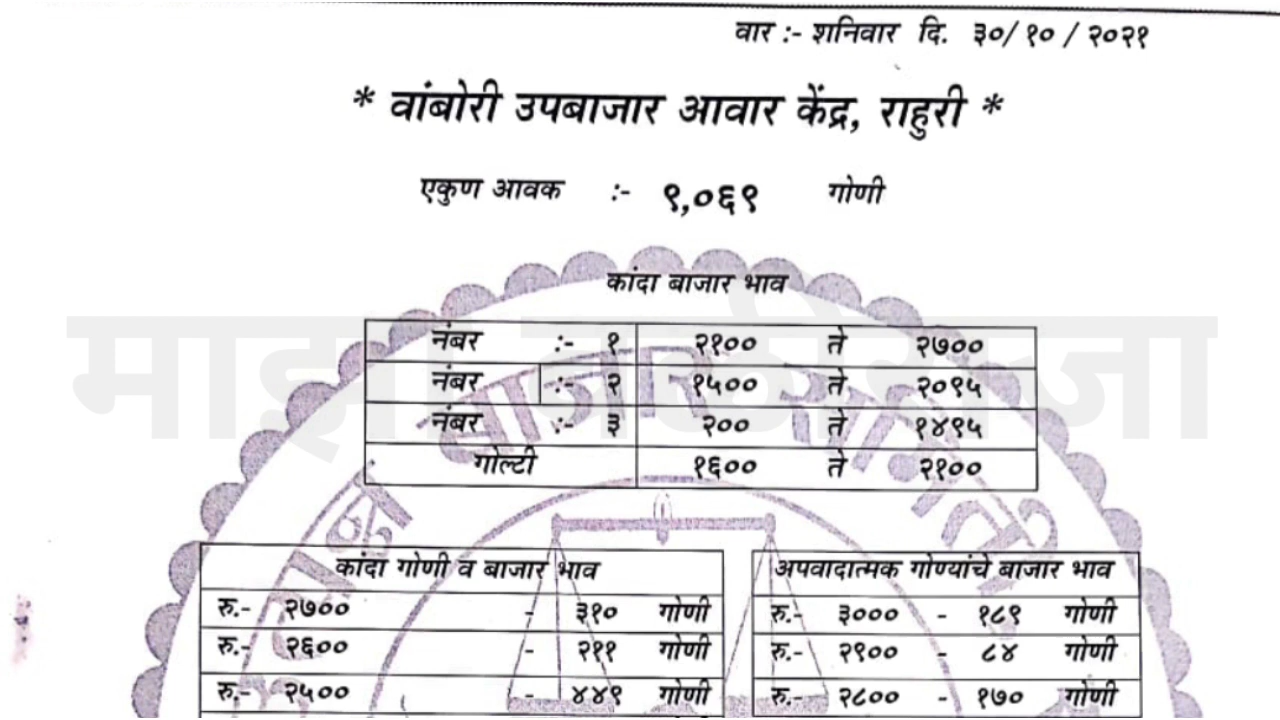 वार :- शनिवार दि. ३०/१०/२०२१
* वांबोरी उपबाजार आवार केंद्र, राहुरी *
एकुण आवक :- ९,०६९ गोणी
कांदा बाजार भाव
नंबर :- १ २१०० ते २७००
नंबर :- २ १५०० ते २०९५
नंबर :- ३ २०० ते १४९५
गोल्टी १६०० ते २१००
कांदा गोणी व बाजार भाव
रु.- २७०० - ३१० गोणी
रु.- २६०० - २११ गोणी
रु.- २५०० - ४४९ गोणी
अपवादात्मक गोण्यांचे बाजार भाव
रु.- ३००० - १८९ गोणी
रु.- २९०० - ८४ गोणी
रु.- २८०० - १७० गोणी
माझा बळीराजा
बाजार समिती